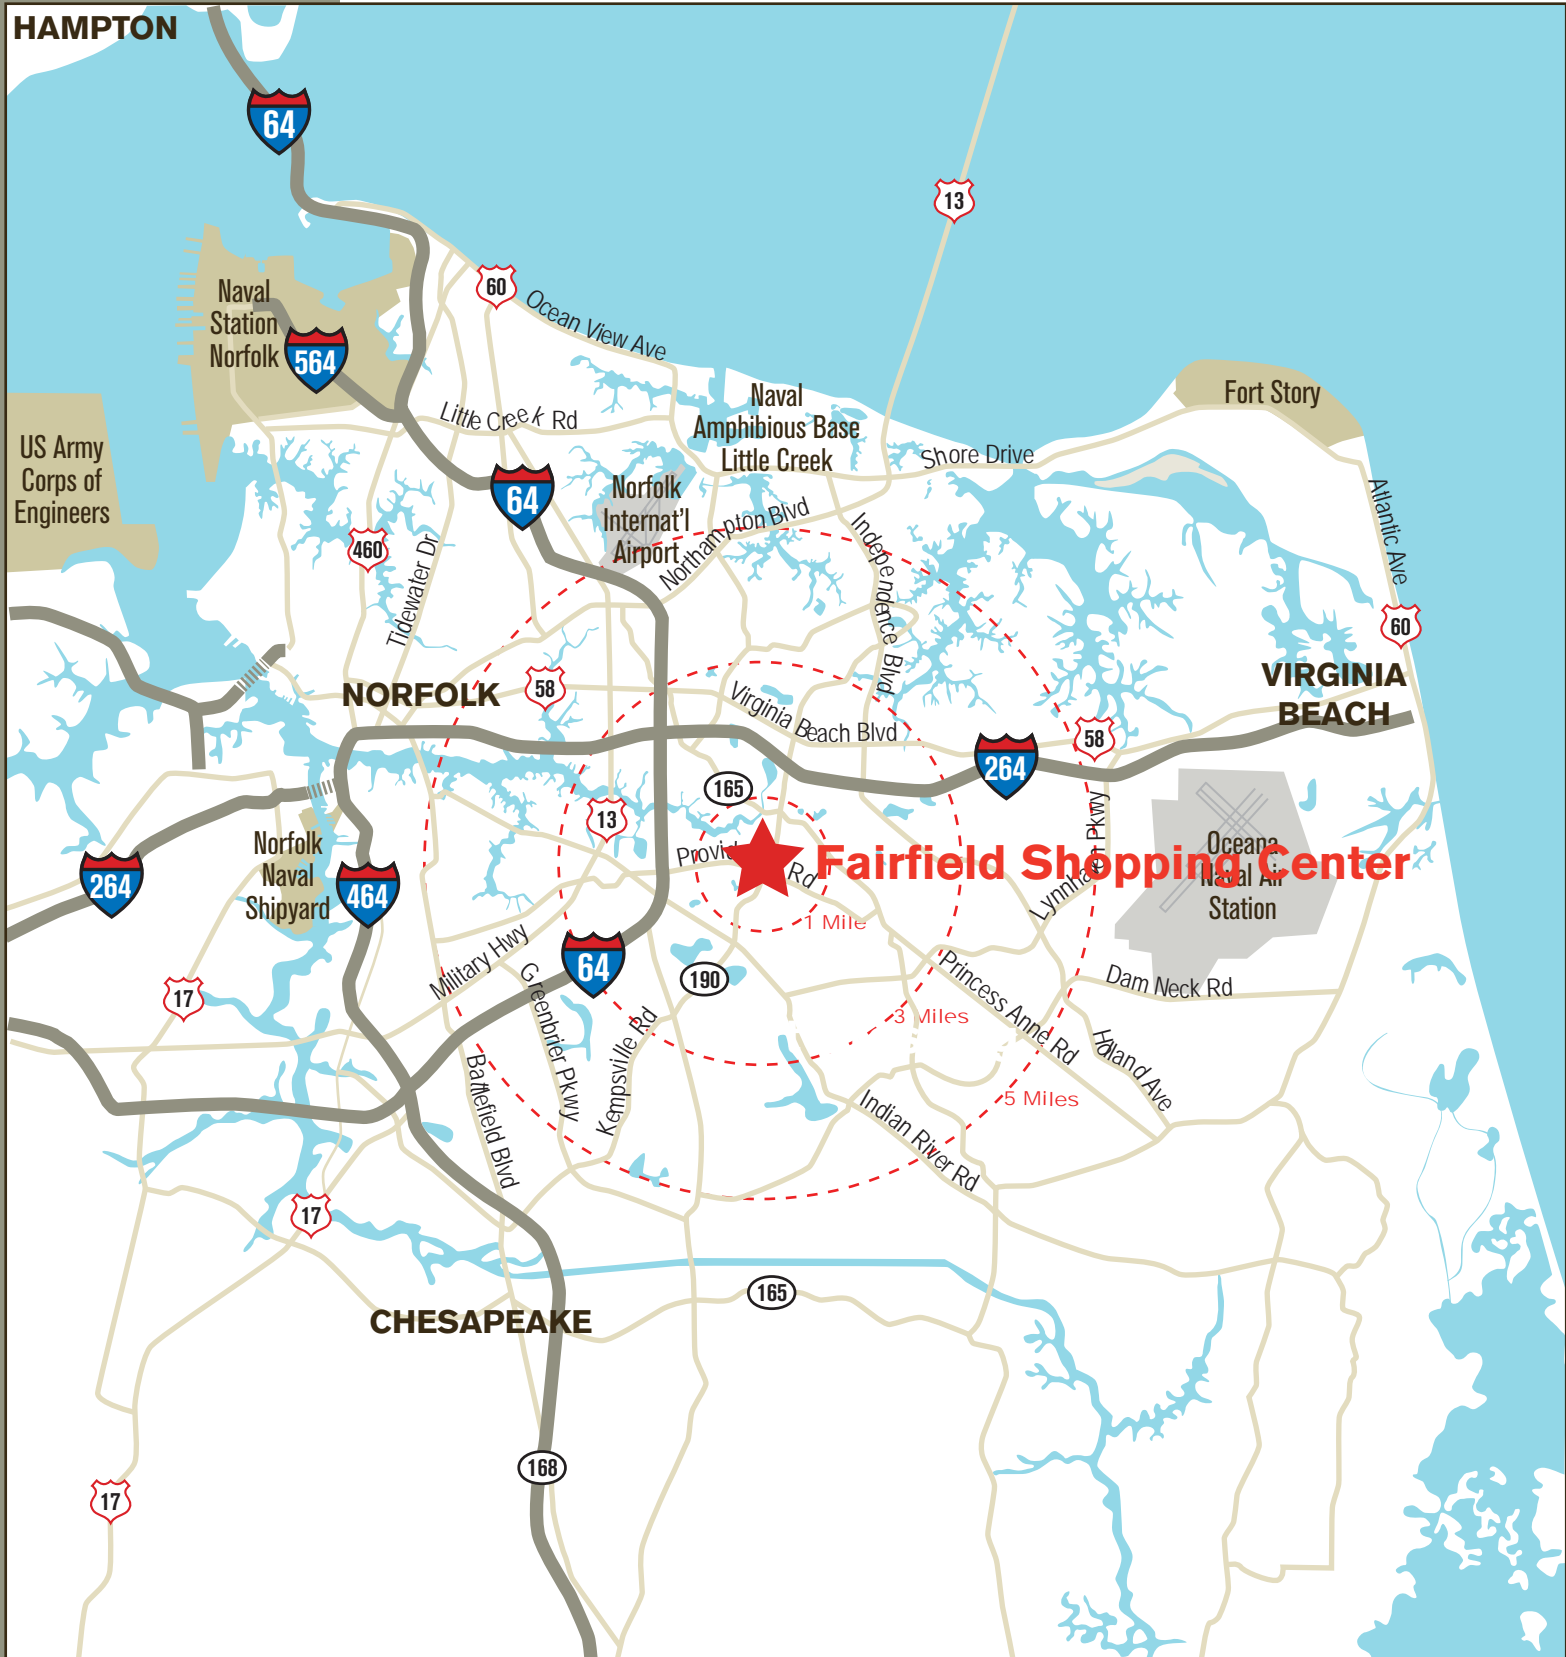 HAMPTON
64
13
60
Ocean View Ave
Naval
Station
Norfolk
564
Fort Story
Naval
Amphibious Base
Little Creek
Little Creek Rd
US Army
Corps of
Engineers
Shore Drive
64
Norfolk
Internat'l
Airport
Northampton Blvd
Independence Blvd
Atlantic Ave
460
Tidewater Dr
60
NORFOLK
58
VIRGINIA
BEACH
Virginia Beach Blvd
58
264
165
13
Norfolk
Naval
Shipyard
264
464
Rd
Fairfield Shopping Center
Oceana
Naval Air
Station
Lynnhaven Pkwy
1 Mile
Military Hwy
64
190
17
Greenbrier Pkwy
Kempsville Rd
Princess Anne Rd
Dam Neck Rd
3 Miles
Holland Ave
Battlefield Blvd
5 Miles
Indian River Rd
17
165
CHESAPEAKE
168
17